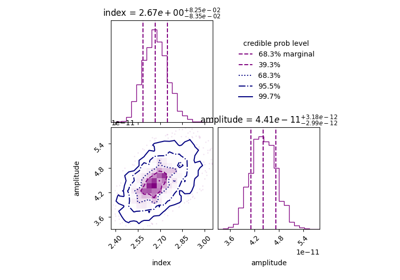 index = 2.67e + 00 +8.25e−02 −8.35e−02
credible prob level
68.3% marginal
39.3%
68.3%
95.5%
99.7%
1e−11
amplitude = 4.41e − 11 +3.18e−12 −2.99e−12
5.4
4.8
4.2
3.6
amplitude
2.40 2.55 2.70 2.85 3.00
index
3.6 4.2 4.8 5.4
1e−11
amplitude